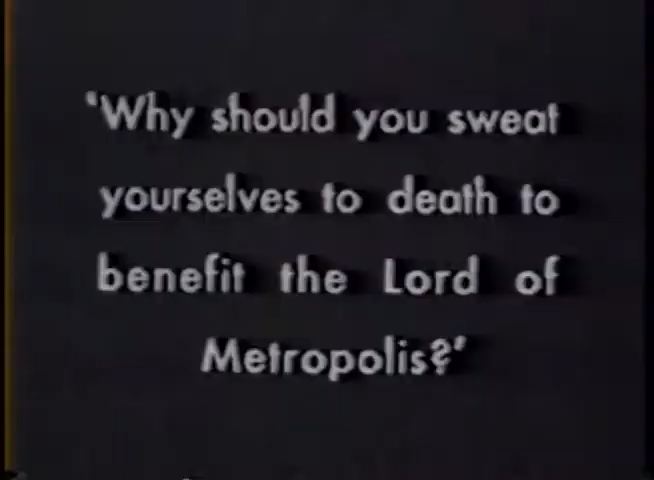 'Why should you sweat
yourselves to death to
benefit the Lord of
Metropolis?'